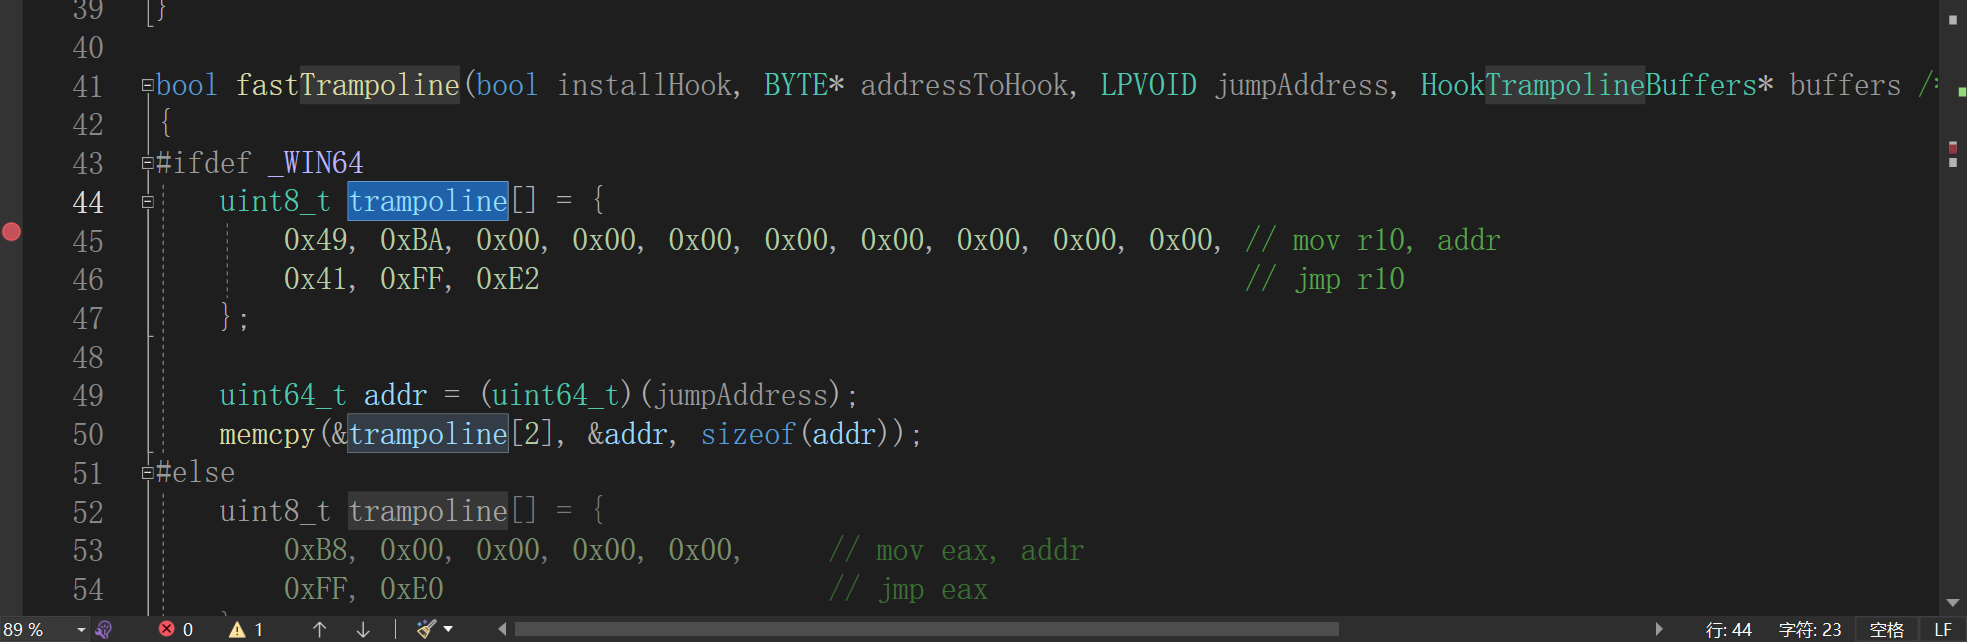 39 }
40
41 bool fastTrampoline(bool installHook, BYTE* addressToHook, LPVOID jumpAddress, HookTrampolineBuffers* buffers /*
42 {
43 #ifdef _WIN64
44 uint8_t trampoline[] = {
45 0x49, 0xBA, 0x00, 0x00, 0x00, 0x00, 0x00, 0x00, 0x00, 0x00, // mov r10, addr
46 0x41, 0xFF, 0xE2 // jmp r10
47 };
48
49 uint64_t addr = (uint64_t)(jumpAddress);
50 memcpy(&trampoline[2], &addr, sizeof(addr));
51 #else
52 uint8_t trampoline[] = {
53 0xB8, 0x00, 0x00, 0x00, 0x00, // mov eax, addr
54 0xFF, 0xE0 // jmp eax
89 % 0 1 行: 44 字符: 23 空格 LF